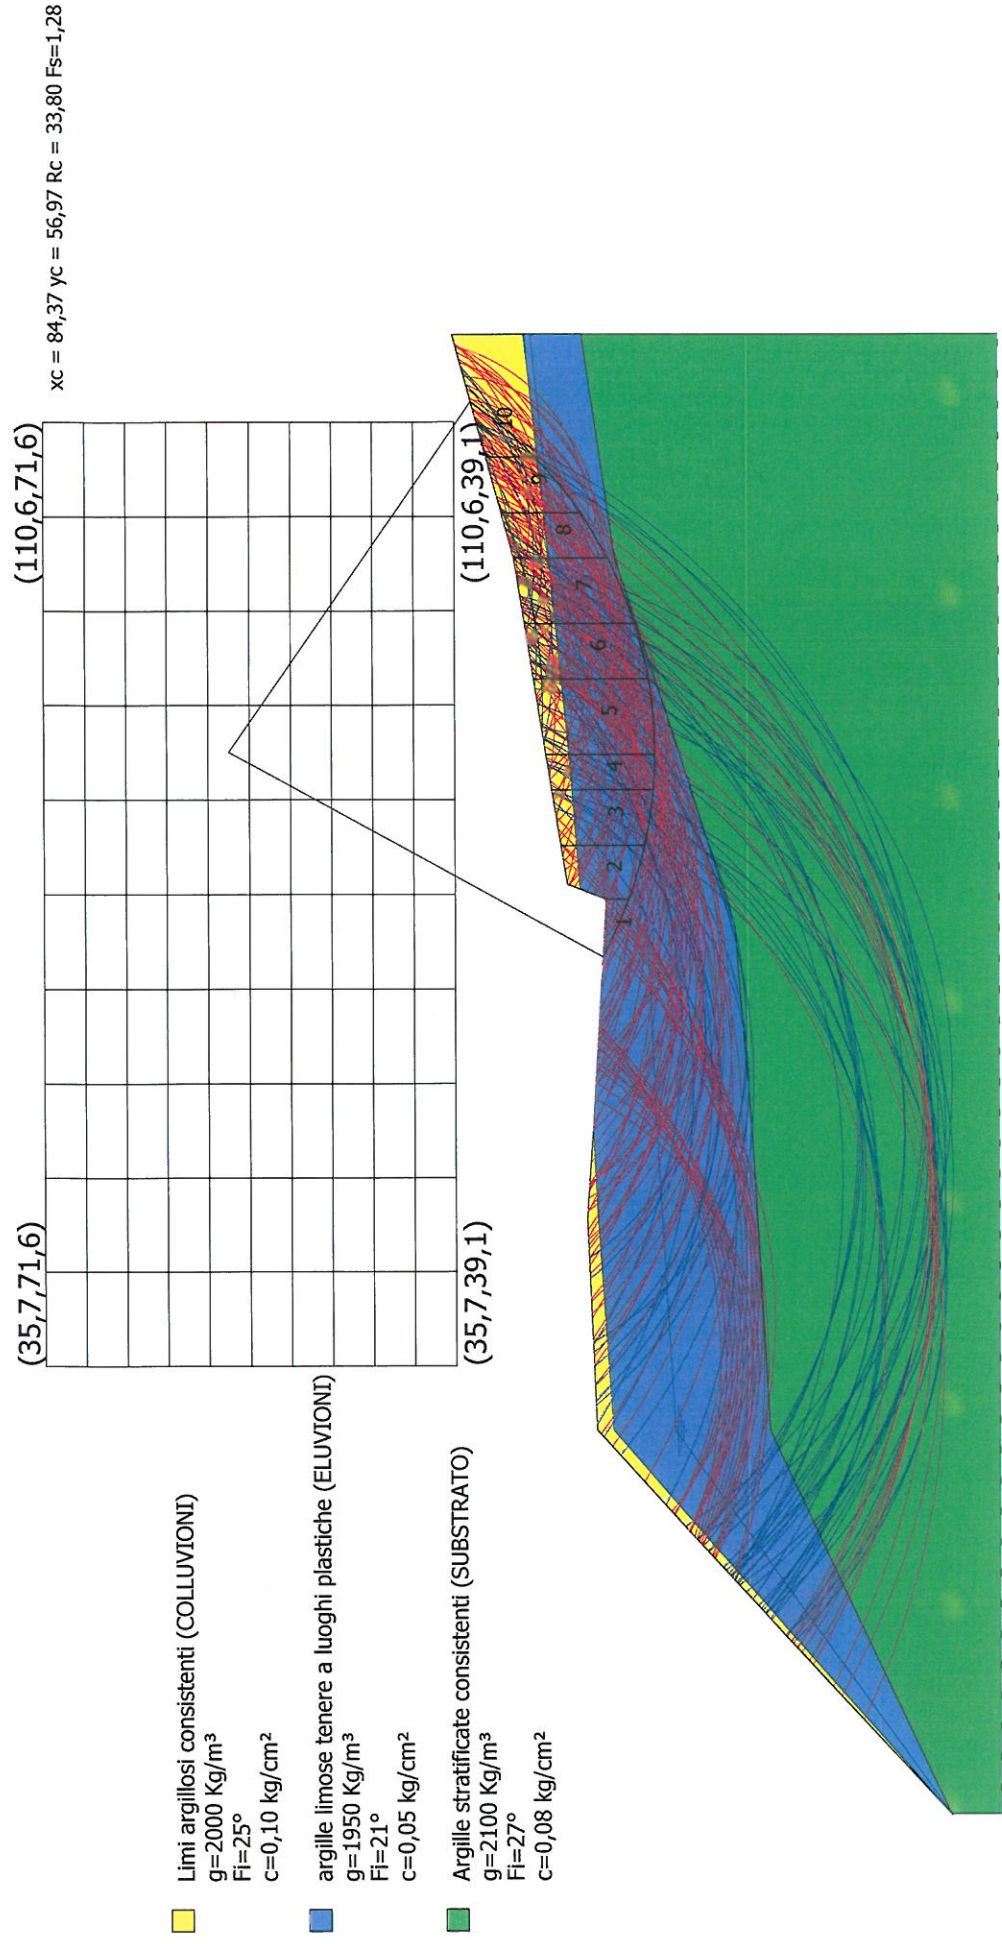 xc = 84,37 yc = 56,97 Rc = 33,80 Fs=1,28
(35,7,71,6)
(110,6,71,6)
(35,7,39,1)
(110,6,39,1)
Limi argillosi consistenti (COLLUVIONI)
g=2000 Kg/m³
Fi=25°
c=0,10 kg/cm²
argille limose tenere a luoghi plastiche (ELUVIONI)
g=1950 Kg/m³
Fi=21°
c=0,05 kg/cm²
Argille stratificate consistenti (SUBSTRATO)
g=2100 Kg/m³
Fi=27°
c=0,08 kg/cm²
1
2
3
4
5
6
7
8
9
10